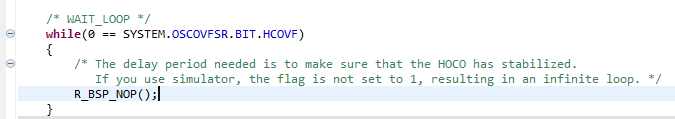 /* WAIT_LOOP */
while(0 == SYSTEM.OSCOVFSR.BIT.HCOVF)
{
/* The delay period needed is to make sure that the HOCO has stabilized.
If you use simulator, the flag is not set to 1, resulting in an infinite loop. */
R_BSP_NOP();
}